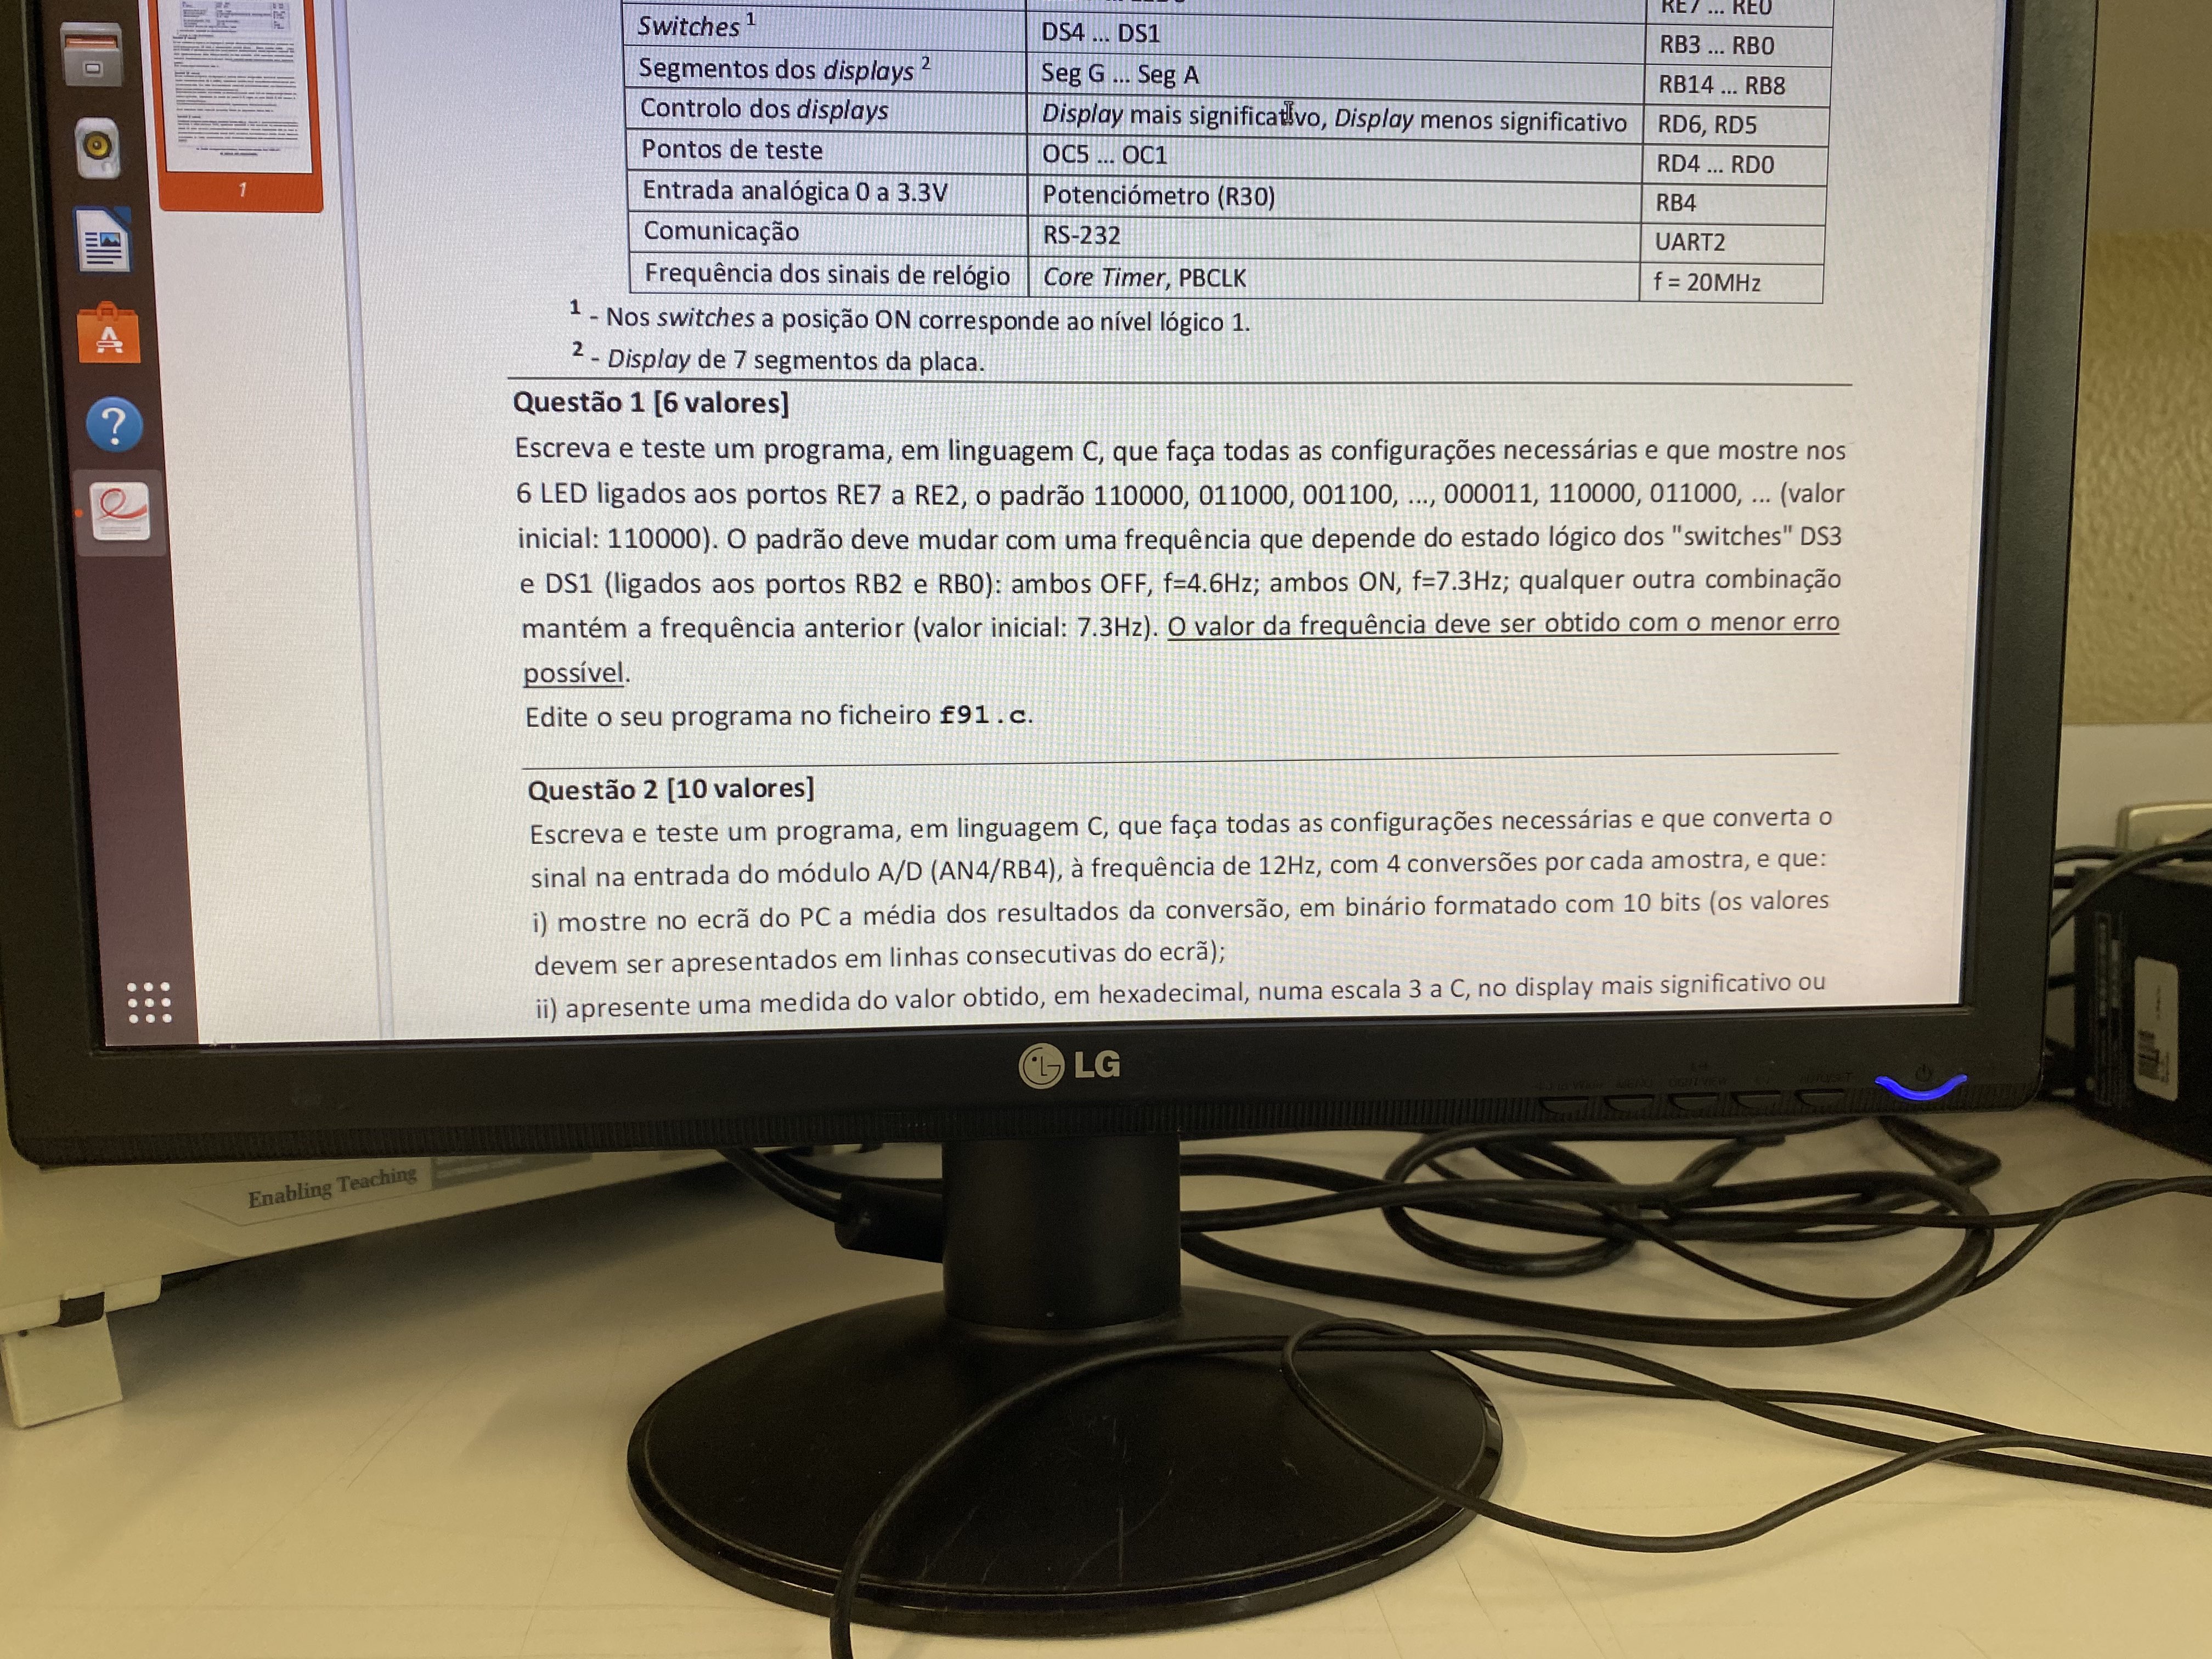 RE7 ... RE0
Switches 1 DS4 ... DS1 RB3 ... RB0
Segmentos dos displays 2 Seg G ... Seg A RB14 ... RB8
Controlo dos displays Display mais significativo, Display menos significativo RD6, RD5
Pontos de teste OC5 ... OC1 RD4 ... RD0
Entrada analógica 0 a 3.3V Potenciómetro (R30) RB4
Comunicação RS-232 UART2
Frequência dos sinais de relógio Core Timer, PBCLK f = 20MHz
1 - Nos switches a posição ON corresponde ao nível lógico 1.
2 - Display de 7 segmentos da placa.
Questão 1 [6 valores]
Escreva e teste um programa, em linguagem C, que faça todas as configurações necessárias e que mostre nos
6 LED ligados aos portos RE7 a RE2, o padrão 110000, 011000, 001100, ..., 000011, 110000, 011000, ... (valor
inicial: 110000). O padrão deve mudar com uma frequência que depende do estado lógico dos "switches" DS3
e DS1 (ligados aos portos RB2 e RB0): ambos OFF, f=4.6Hz; ambos ON, f=7.3Hz; qualquer outra combinação
mantém a frequência anterior (valor inicial: 7.3Hz). O valor da frequência deve ser obtido com o menor erro
possível.
Edite o seu programa no ficheiro f91.c.
Questão 2 [10 valores]
Escreva e teste um programa, em linguagem C, que faça todas as configurações necessárias e que converta o
sinal na entrada do módulo A/D (AN4/RB4), à frequência de 12Hz, com 4 conversões por cada amostra, e que:
i) mostre no ecrã do PC a média dos resultados da conversão, em binário formatado com 10 bits (os valores
devem ser apresentados em linhas consecutivas do ecrã);
ii) apresente uma medida do valor obtido, em hexadecimal, numa escala 3 a C, no display mais significativo ou
1
LG
Enabling Teaching